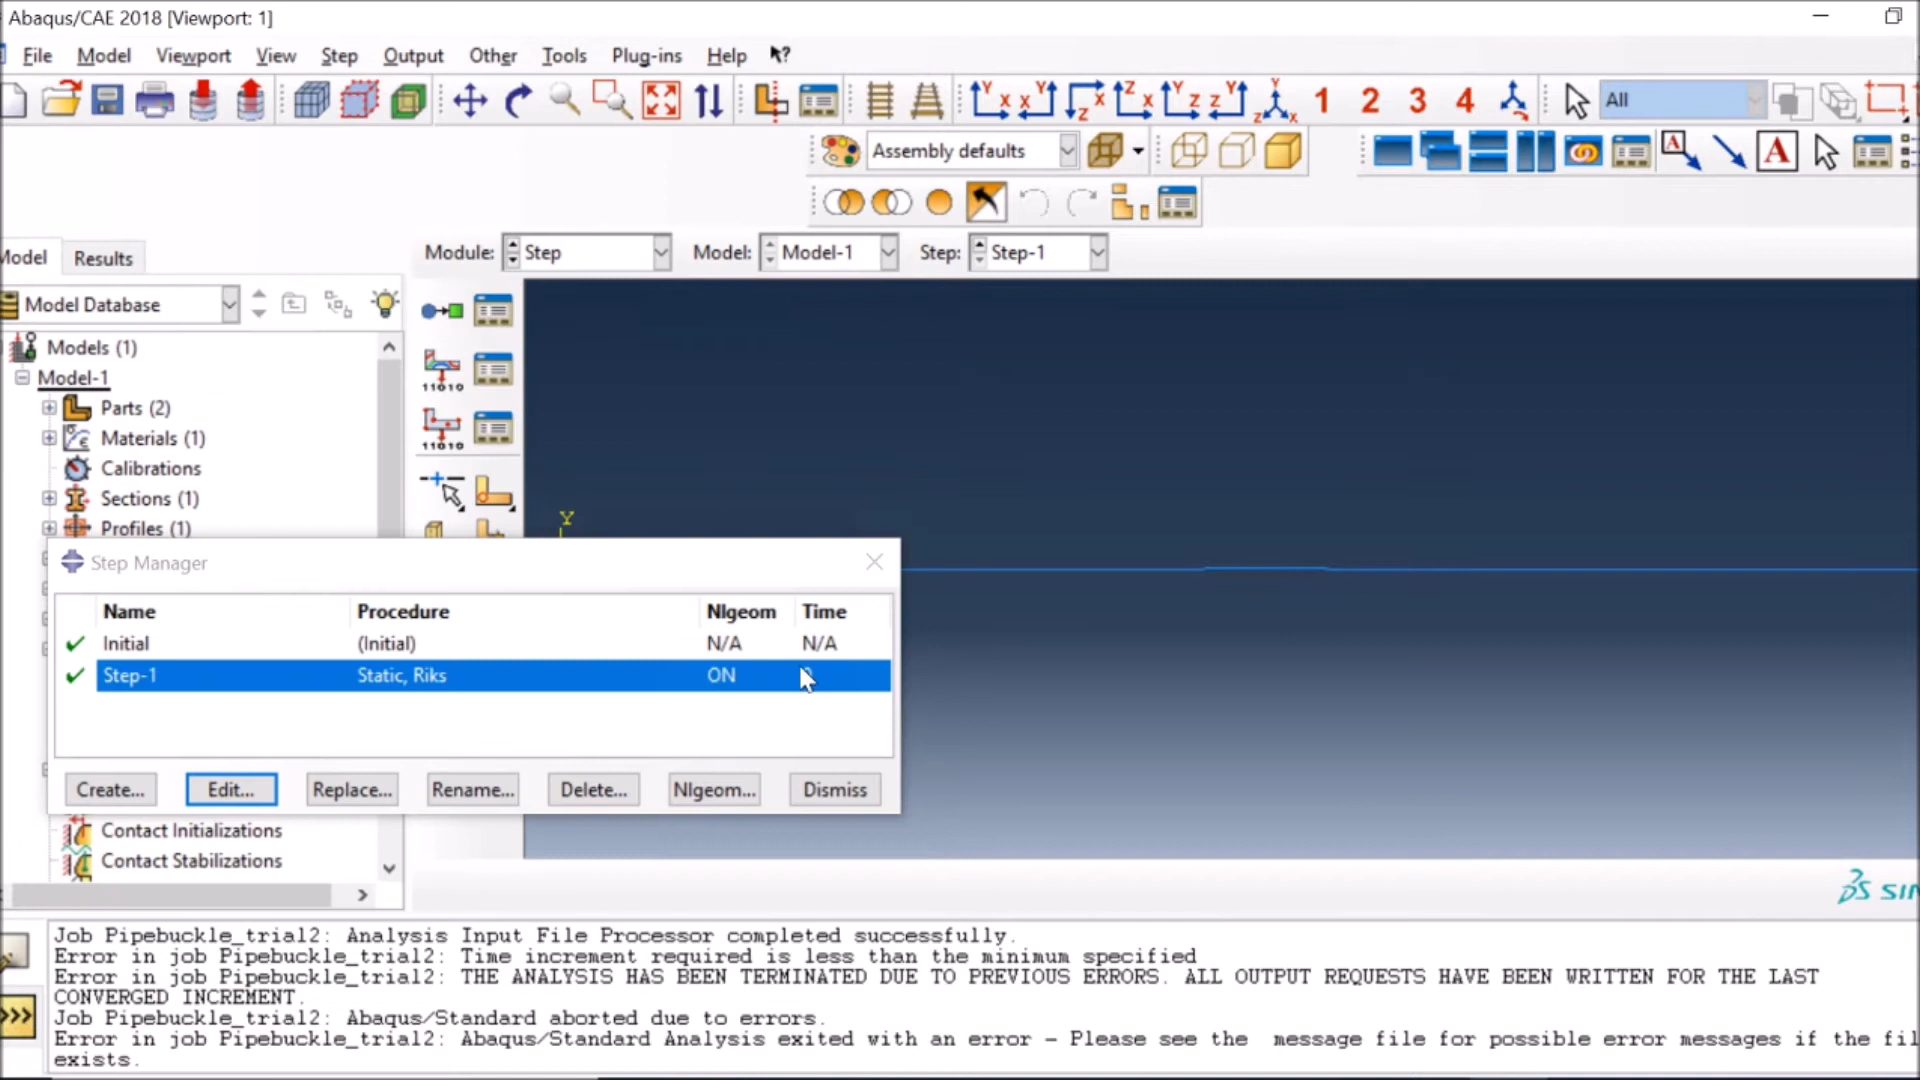 Abaqus/CAE 2018 [Viewport: 1]
File Model Viewport View Step Output Other Tools Plug-ins Help
1 2 3 4 All
Assembly defaults
Model Results
Module: Step Model: Model-1 Step: Step-1
Model Database
Models (1)
Model-1
Parts (2)
Materials (1)
Calibrations
Sections (1)
Profiles (1)
Y
Step Manager
Name Procedure Nlgeom Time
Initial (Initial) N/A N/A
Step-1 Static, Riks ON
Create... Edit... Replace... Rename... Delete... Nlgeom... Dismiss
Contact Initializations
Contact Stabilizations
Job Pipebuckle_trial2: Analysis Input File Processor completed successfully.
Error in job Pipebuckle_trial2: Time increment required is less than the minimum specified
Error in job Pipebuckle_trial2: THE ANALYSIS HAS BEEN TERMINATED DUE TO PREVIOUS ERRORS. ALL OUTPUT REQUESTS HAVE BEEN WRITTEN FOR THE LAST
CONVERGED INCREMENT.
Job Pipebuckle_trial2: Abaqus/Standard aborted due to errors.
Error in job Pipebuckle_trial2: Abaqus/Standard Analysis exited with an error - Please see the message file for possible error messages if the fil
exists.